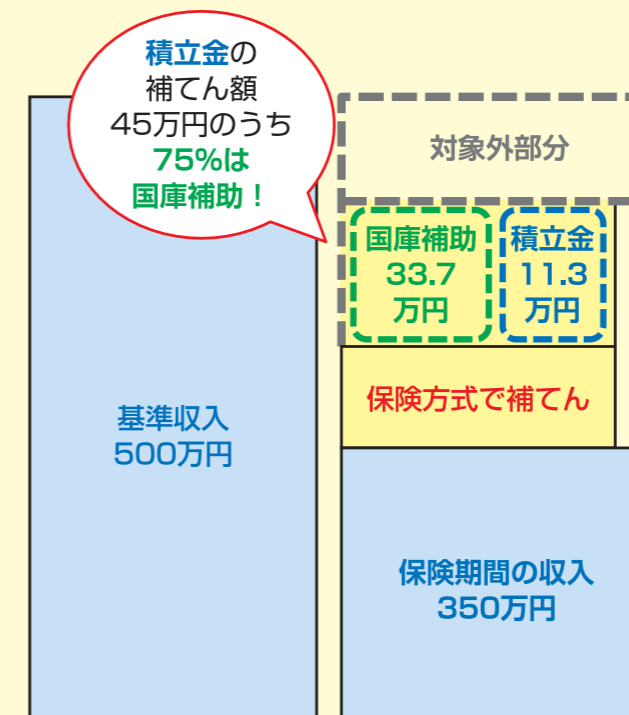 積立金の
補てん額
45万円のうち
75%は
国庫補助！
対象外部分
国庫補助
33.7
万円
積立金
11.3
万円
保険方式で補てん
基準収入
500万円
保険期間の収入
350万円